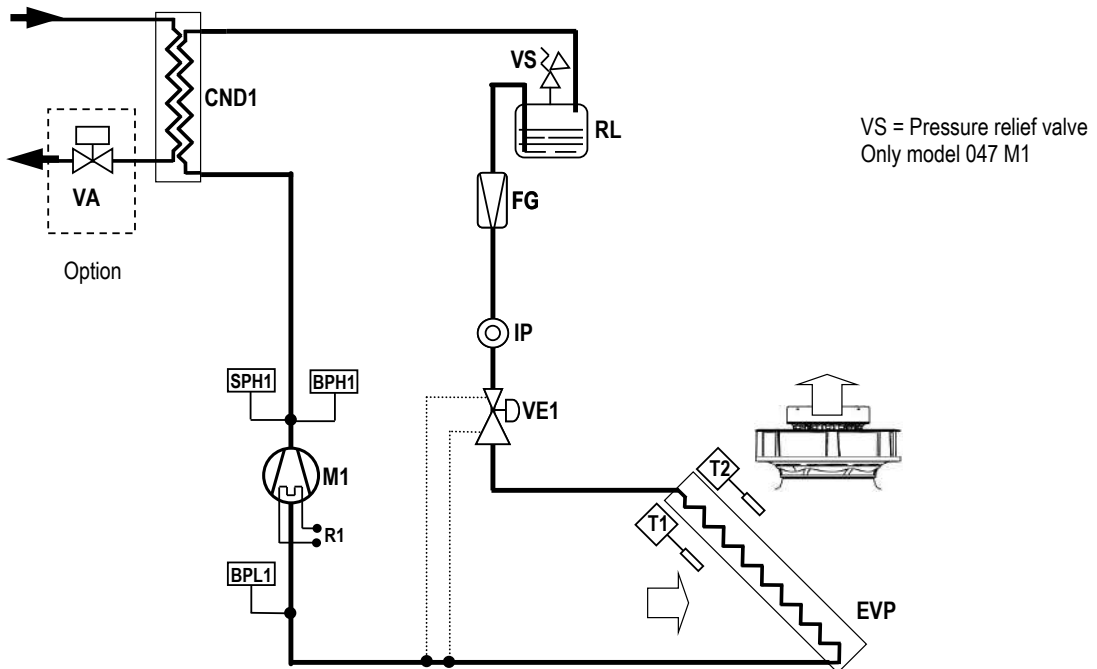 VS
CND1
RL
VS = Pressure relief valve
Only model 047 M1
VA
FG
Option
IP
SPH1
BPH1
VE1
M1
T2
R1
T1
BPL1
EVP